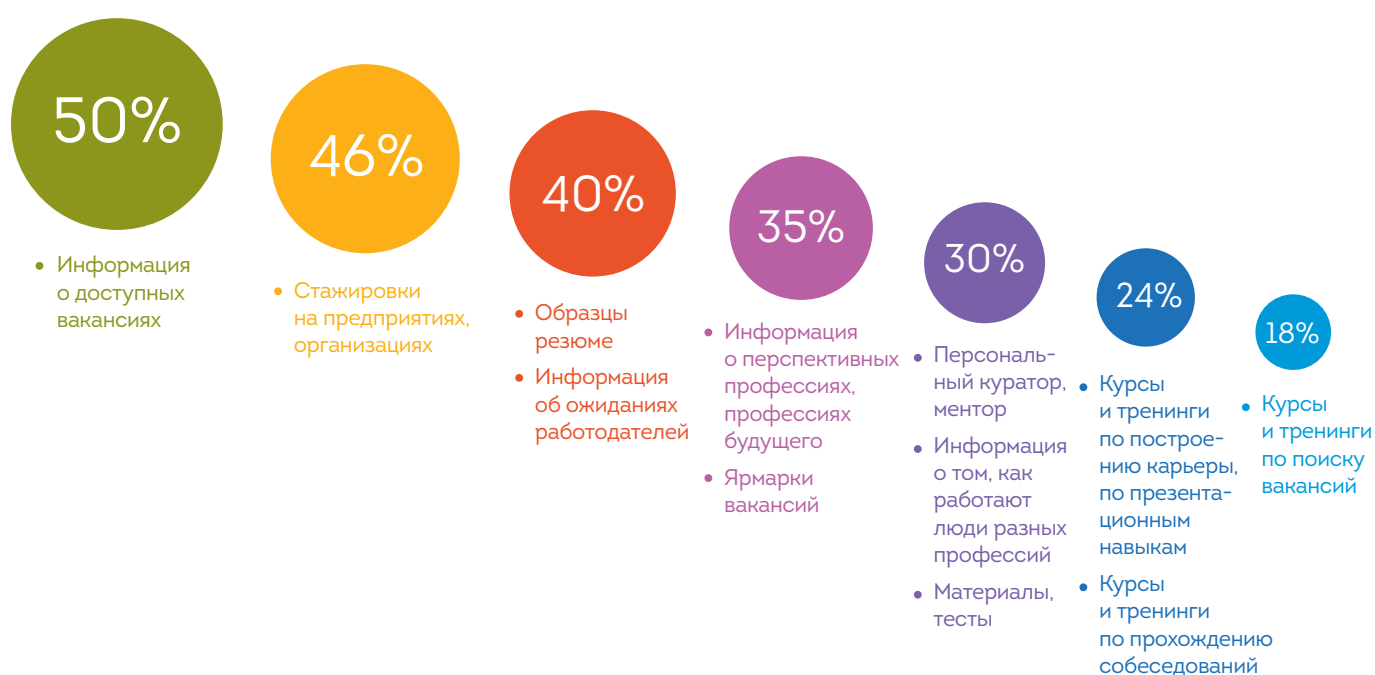 50%
• Информация
о доступных
вакансиях
46%
• Стажировки
на предприятиях,
организациях
40%
• Образцы
резюме
• Информация
об ожиданиях
работодателей
35%
• Информация
о перспективных
профессиях,
профессиях
будущего
• Ярмарки
вакансий
30%
• Персональ-
ный куратор,
ментор
• Информация
о том, как
работают
люди разных
профессий
• Материалы,
тесты
24%
• Курсы
и тренинги
по построе-
нию карьеры,
по презента-
ционным
навыкам
• Курсы
и тренинги
по прохождению
собеседований
18%
• Курсы
и тренинги
по поиску
вакансий